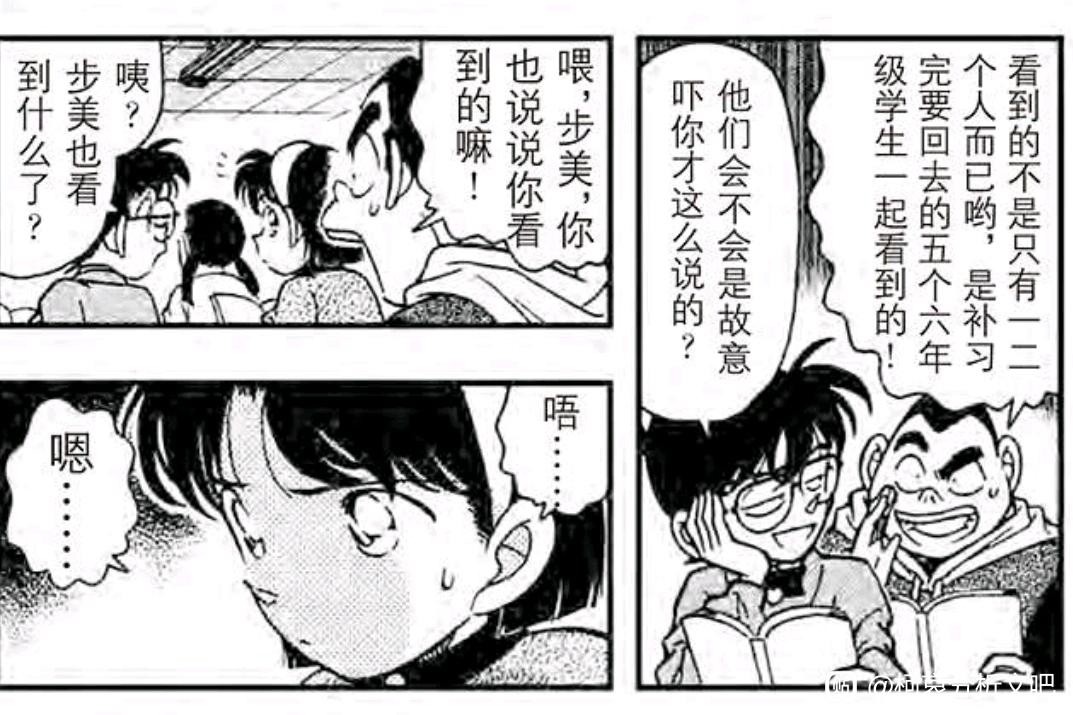 看到的不是只有一二
个人而已哟，是补习
完要回去的五个六年
级学生一起看到的！
他们会不会是故意
吓你才这么说的？
喂，步美，你
也说说你看
到的嘛！
咦？
步美也看
到什么了？
唔……
嗯……